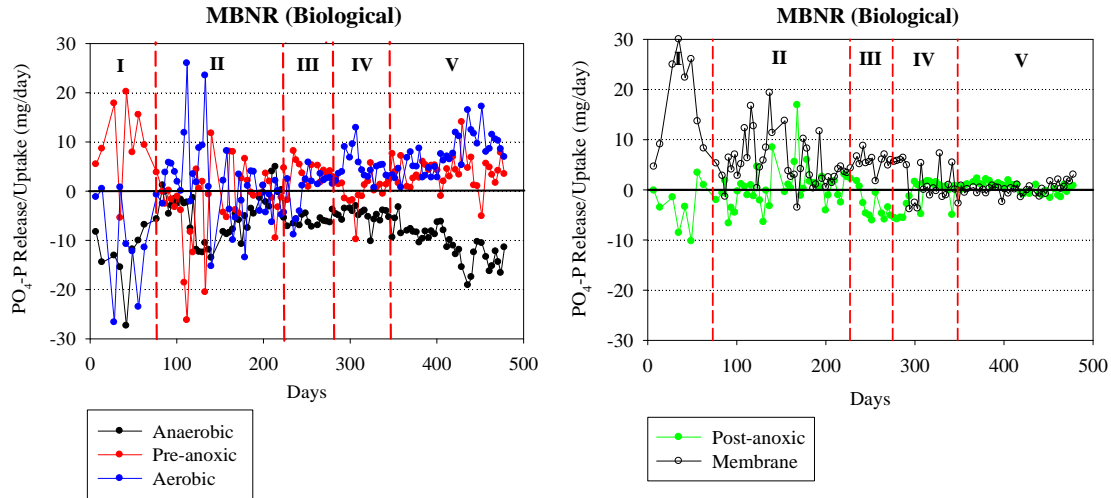 MBNR (Biological)
PO4-P Release/Uptake (mg/day)
30
20
10
0
-10
-20
-30
I
II
III
IV
V
0
100
200
300
400
500
Days
Anaerobic
Pre-anoxic
Aerobic
MBNR (Biological)
PO4-P Release/Uptake (mg/day)
30
20
10
0
-10
-20
-30
I
II
III
IV
V
0
100
200
300
400
500
Days
Post-anoxic
Membrane